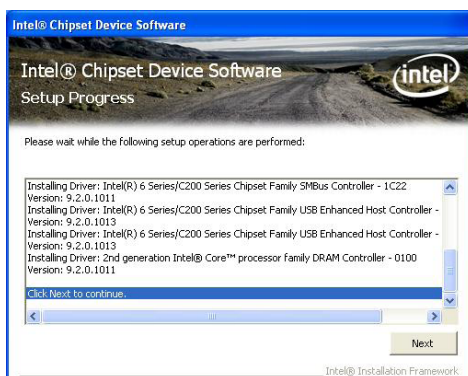 Intel® Chipset Device Software
Intel® Chipset Device Software
Setup Progress
intel
Please wait while the following setup operations are performed:
Installing Driver: Intel(R) 6 Series/C200 Series Chipset Family SMBus Controller - 1C22
Version: 9.2.0.1011
Installing Driver: Intel(R) 6 Series/C200 Series Chipset Family USB Enhanced Host Controller -
Version: 9.2.0.1013
Installing Driver: Intel(R) 6 Series/C200 Series Chipset Family USB Enhanced Host Controller -
Version: 9.2.0.1013
Installing Driver: 2nd generation Intel® Core™ processor family DRAM Controller - 0100
Version: 9.2.0.1011
Click Next to continue.
Next
Intel® Installation Framework